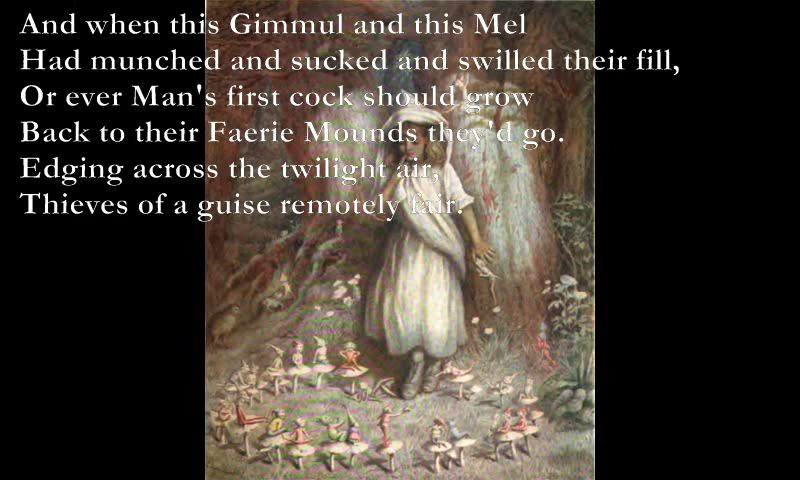 And when this Gimmul and this Mel
Had munched and sucked and swilled their fill,
Or ever Man's first cock should grow
Back to their Faerie Mounds they'd go.
Edging across the twilight air,
Thieves of a guise remotely fair.